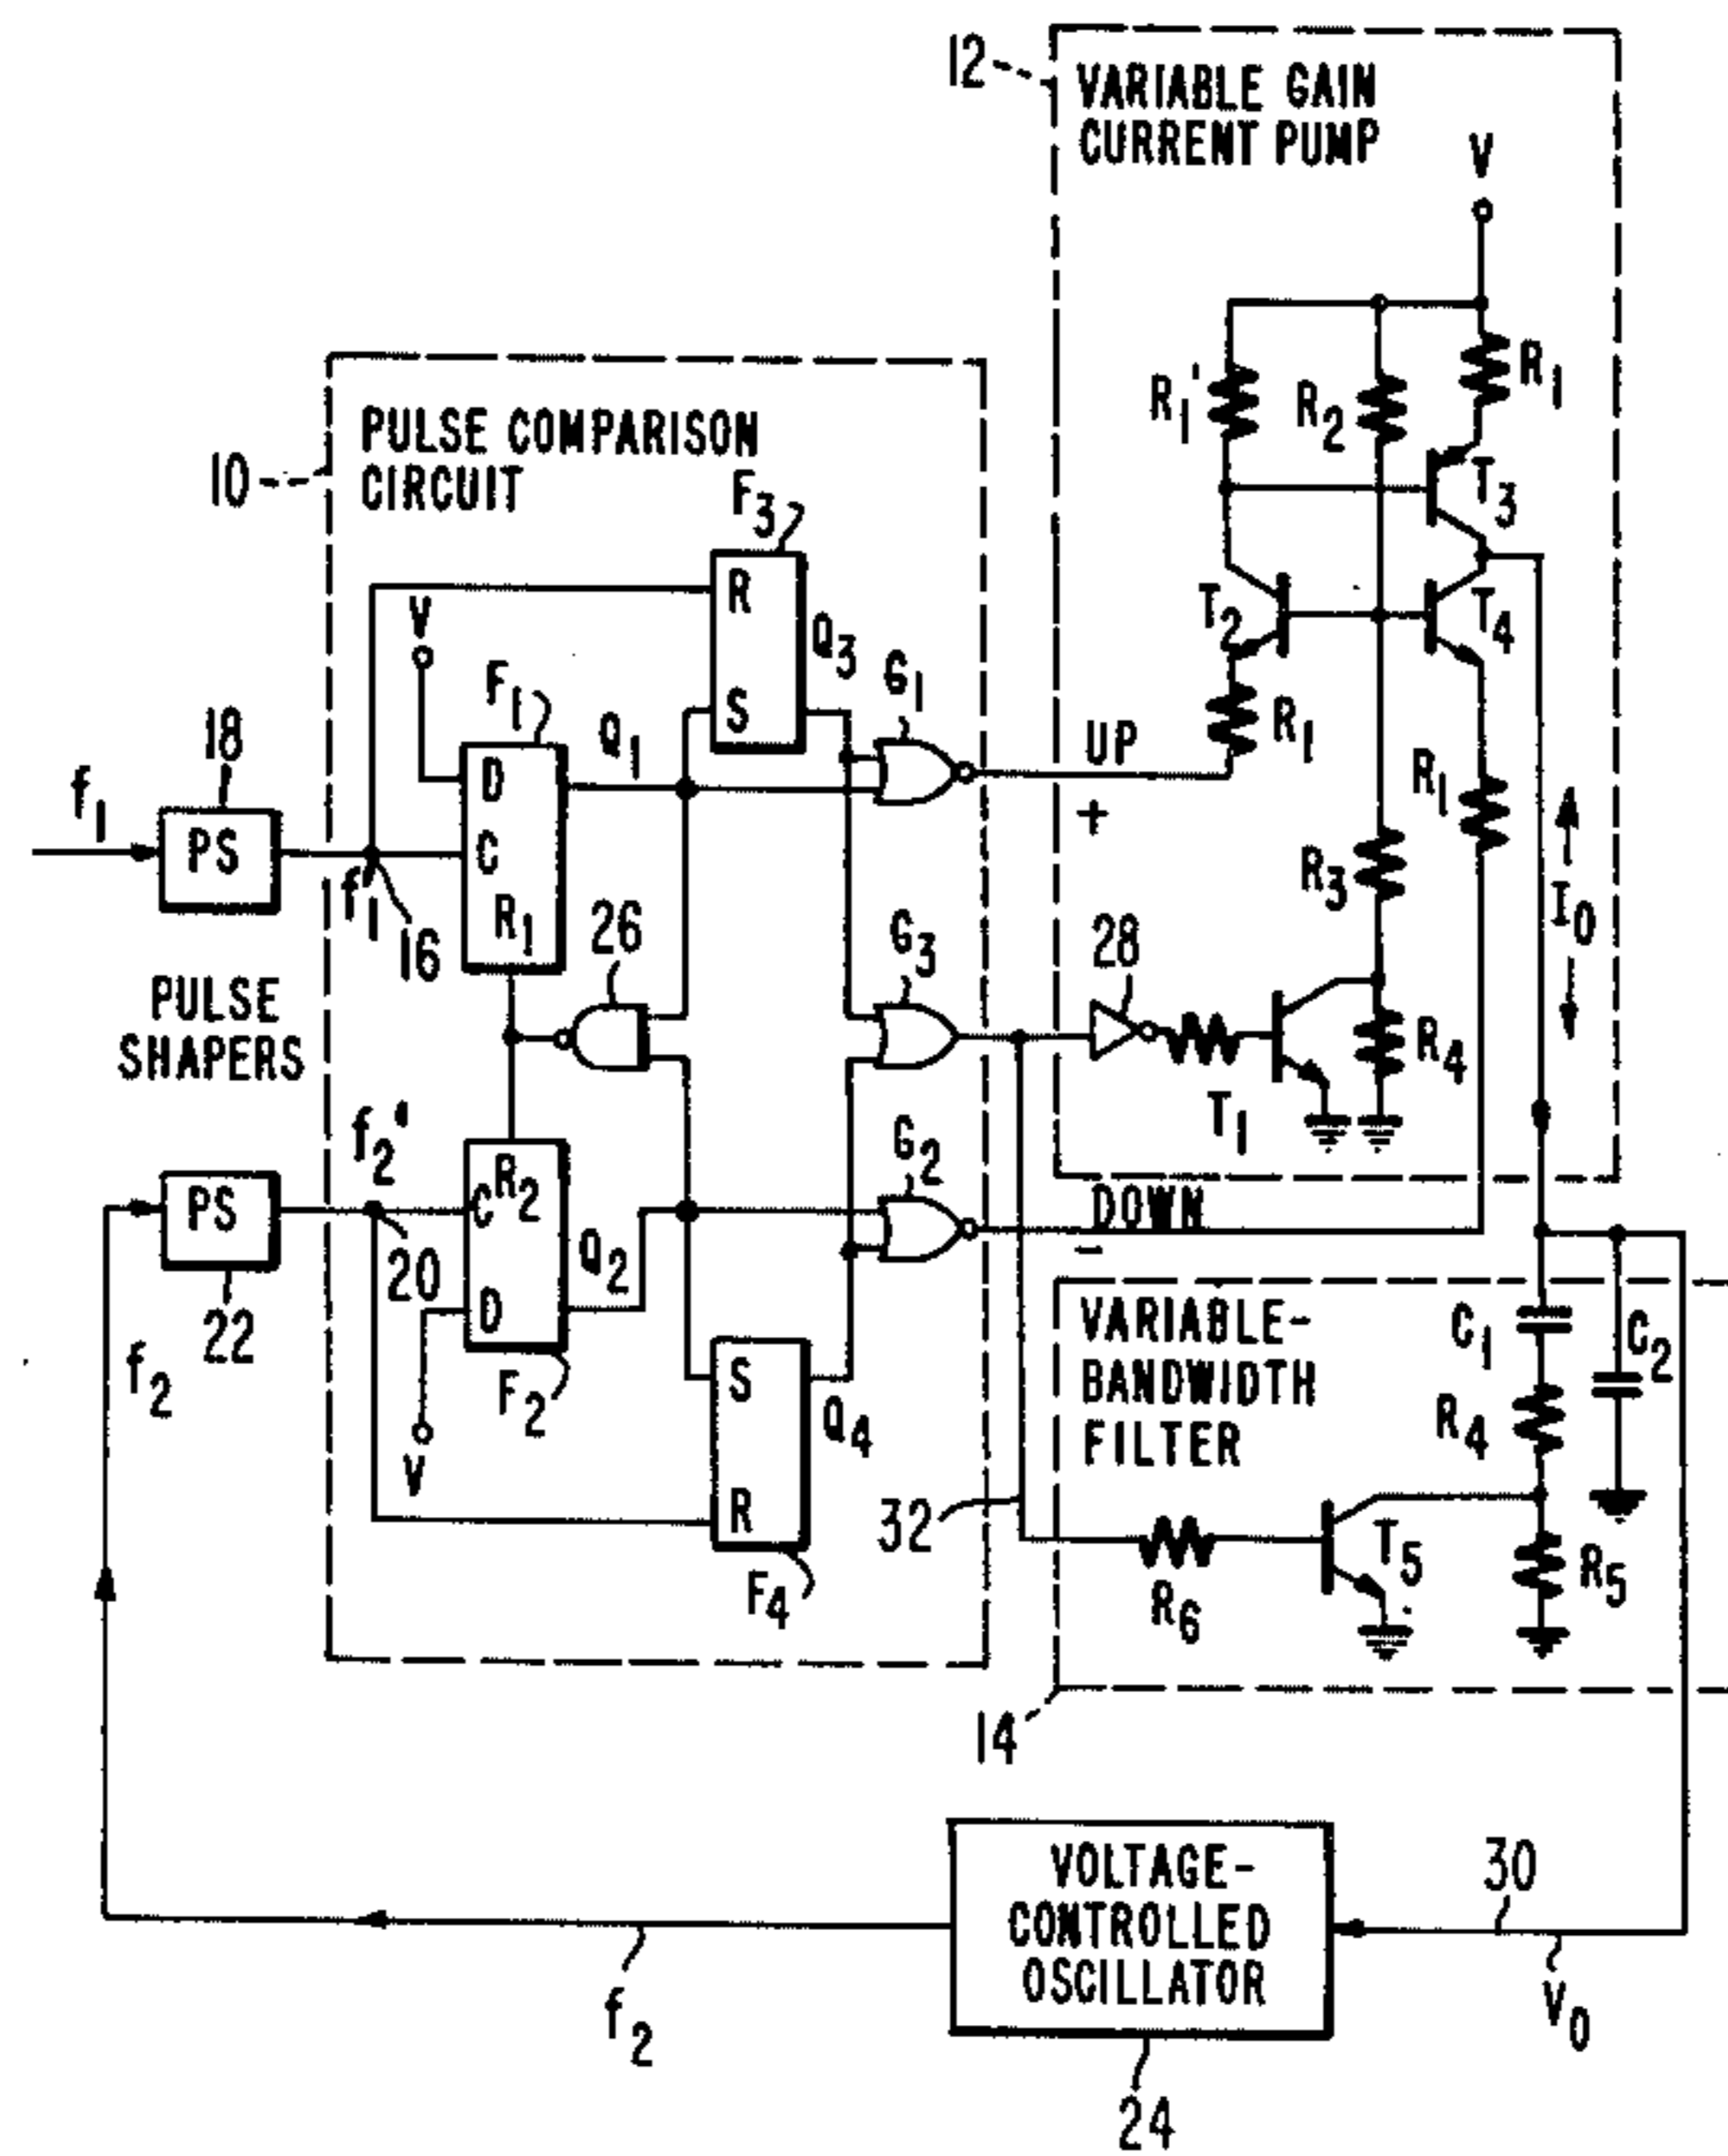 12
VARIABLE GAIN
CURRENT PUMP
V
R1'
R2
R1
T3
10
PULSE COMPARISON
CIRCUIT
F3
R
S
Q3
G1
T2
T4
R1
R1
UP
+
V
F1
Q1
D
C
R1
18
f1
PS
f1'
16
26
G3
28
R3
I0
PULSE
SHAPERS
R4
T1
f2'
PS
22
20
R2
C
D
Q2
G2
DOWN
-
f2
F2
V
S
R
Q4
F4
32
VARIABLE-
BANDWIDTH
FILTER
C1
C2
R4
T5
R5
R6
14
VOLTAGE-
CONTROLLED
OSCILLATOR
30
V0
f2
24